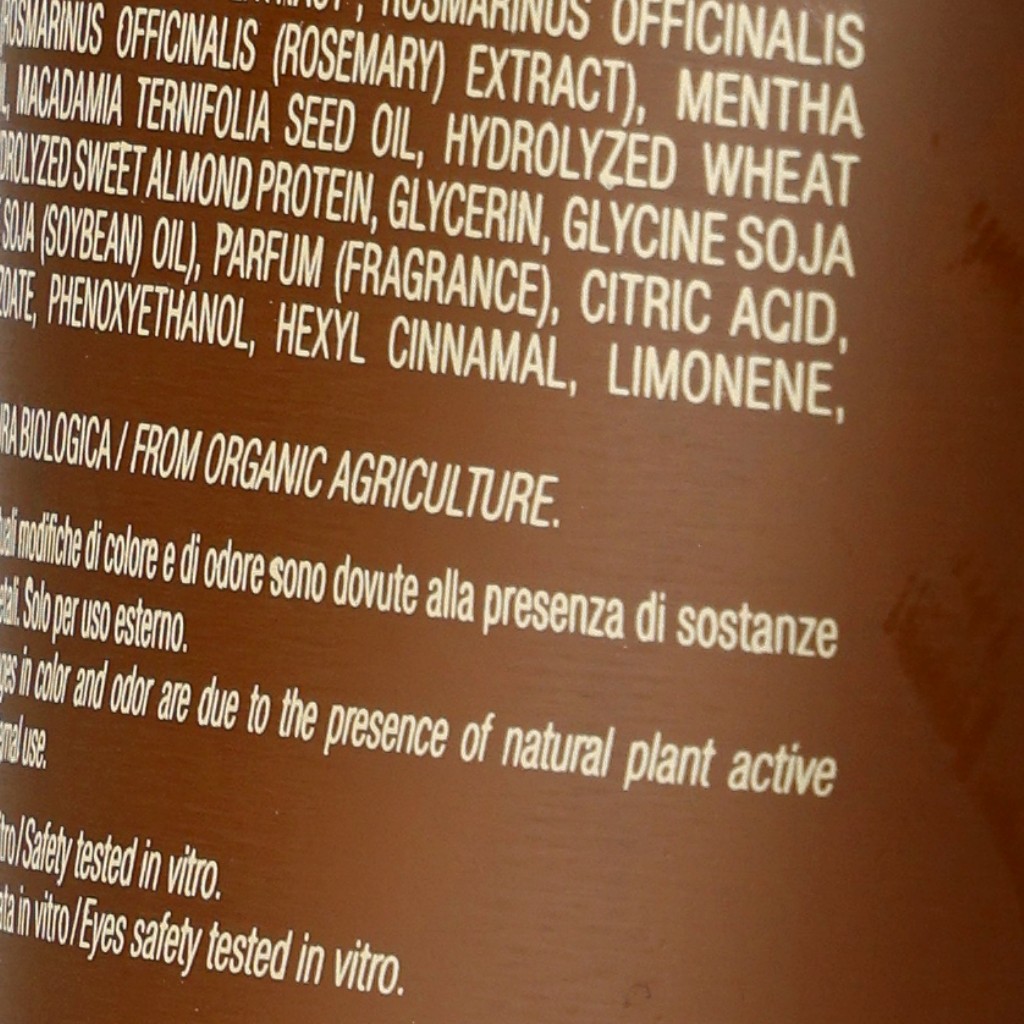 ROSMARINUS OFFICINALIS
ROSMARINUS OFFICINALIS (ROSEMARY) EXTRACT), MENTHA
MACADAMIA TERNIFOLIA SEED OIL, HYDROLYZED WHEAT
SWEET ALMOND PROTEIN, GLYCERIN, GLYCINE SOJA
SOJA (SOYBEAN) OIL), PARFUM (FRAGRANCE), CITRIC ACID,
PHENOXYETHANOL, HEXYL CINNAMAL, LIMONENE,
BIOLOGICA / FROM ORGANIC AGRICULTURE.
modifiche di colore e di odore sono dovute alla presenza di sostanze
Solo per uso esterno.
in color and odor are due to the presence of natural plant active
use.
/Safety tested in vitro.
in vitro/Eyes safety tested in vitro.